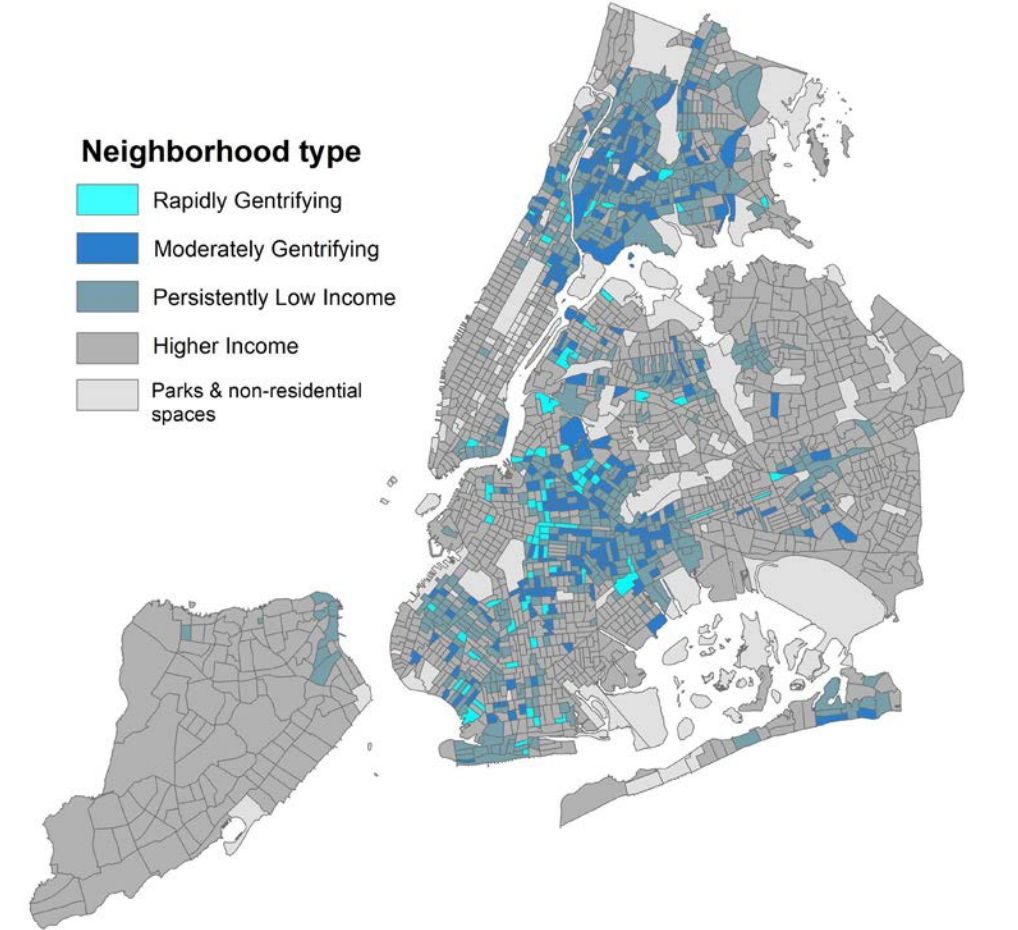 Neighborhood type
Rapidly Gentrifying
Moderately Gentrifying
Persistently Low Income
Higher Income
Parks & non-residential
spaces